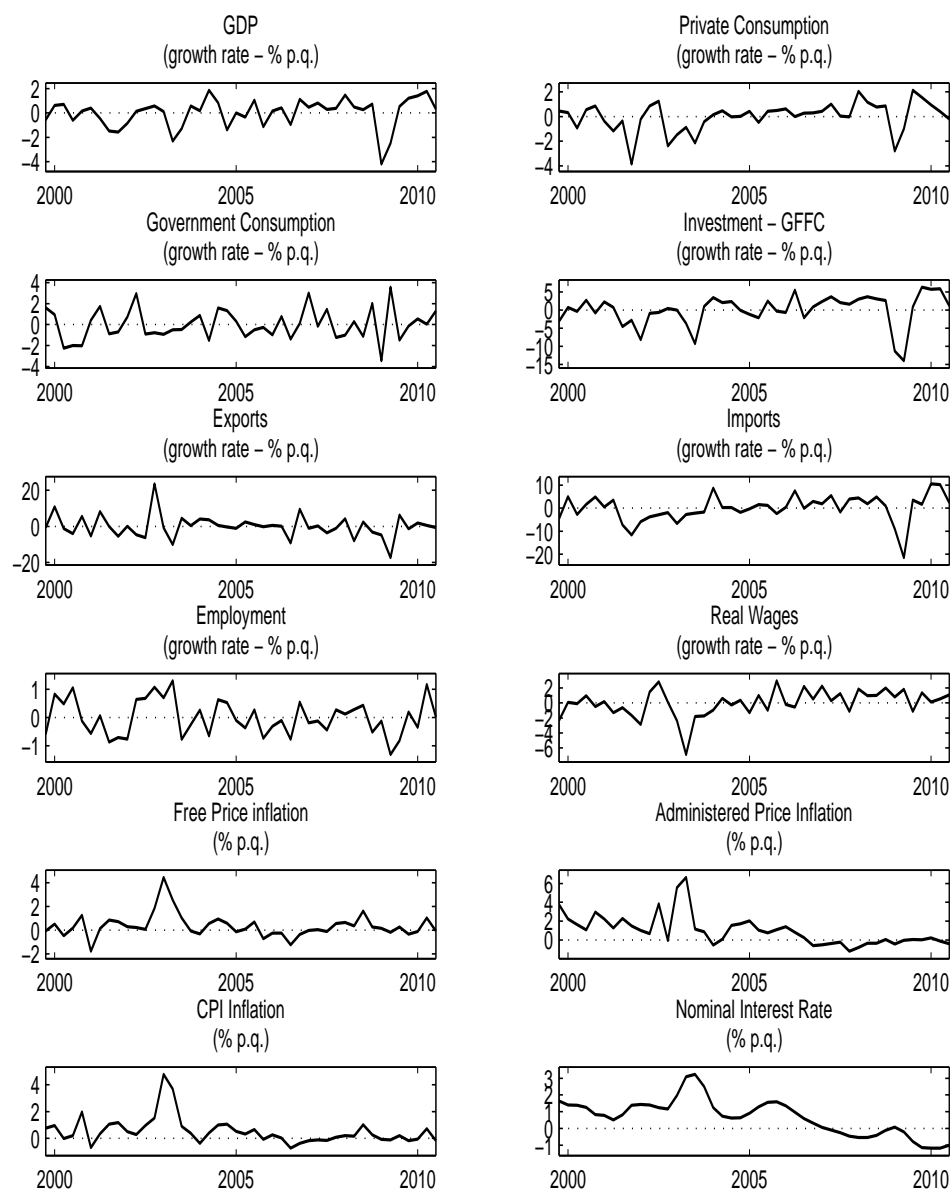 GDP
(growth rate – % p.q.)
2
0
−2
−4
2000 2005 2010
Private Consumption
(growth rate – % p.q.)
2
0
−2
−4
2000 2005 2010
Government Consumption
(growth rate – % p.q.)
4
2
0
−2
−4
2000 2005 2010
Investment – GFFC
(growth rate – % p.q.)
5
0
−5
−10
−15
2000 2005 2010
Exports
(growth rate – % p.q.)
20
0
−20
2000 2005 2010
Imports
(growth rate – % p.q.)
10
0
−10
−20
2000 2005 2010
Employment
(growth rate – % p.q.)
1
0
−1
2000 2005 2010
Real Wages
(growth rate – % p.q.)
2
0
−2
−4
−6
2000 2005 2010
Free Price inflation
(% p.q.)
4
2
0
−2
2000 2005 2010
Administered Price Inflation
(% p.q.)
6
4
2
0
2000 2005 2010
CPI Inflation
(% p.q.)
4
2
0
2000 2005 2010
Nominal Interest Rate
(% p.q.)
3
2
1
0
−1
2000 2005 2010